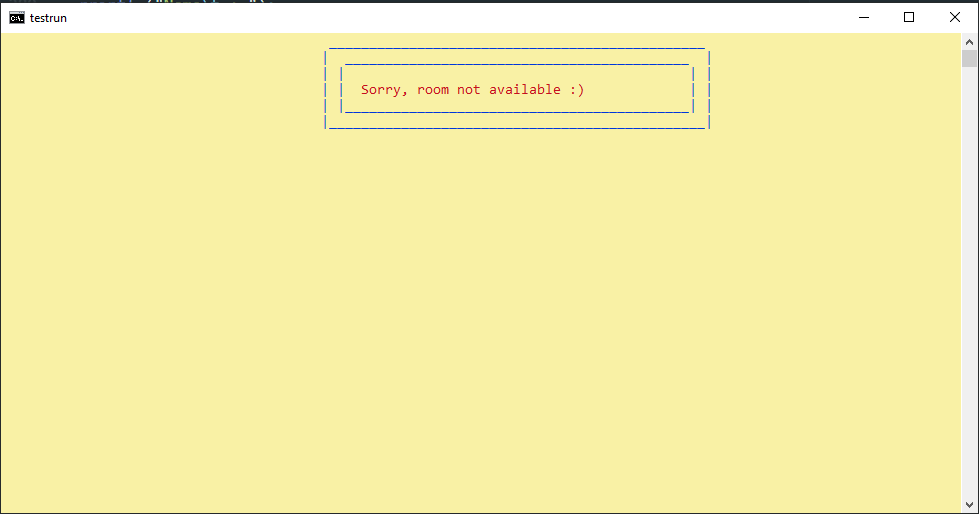 testrun
Sorry, room not available :)